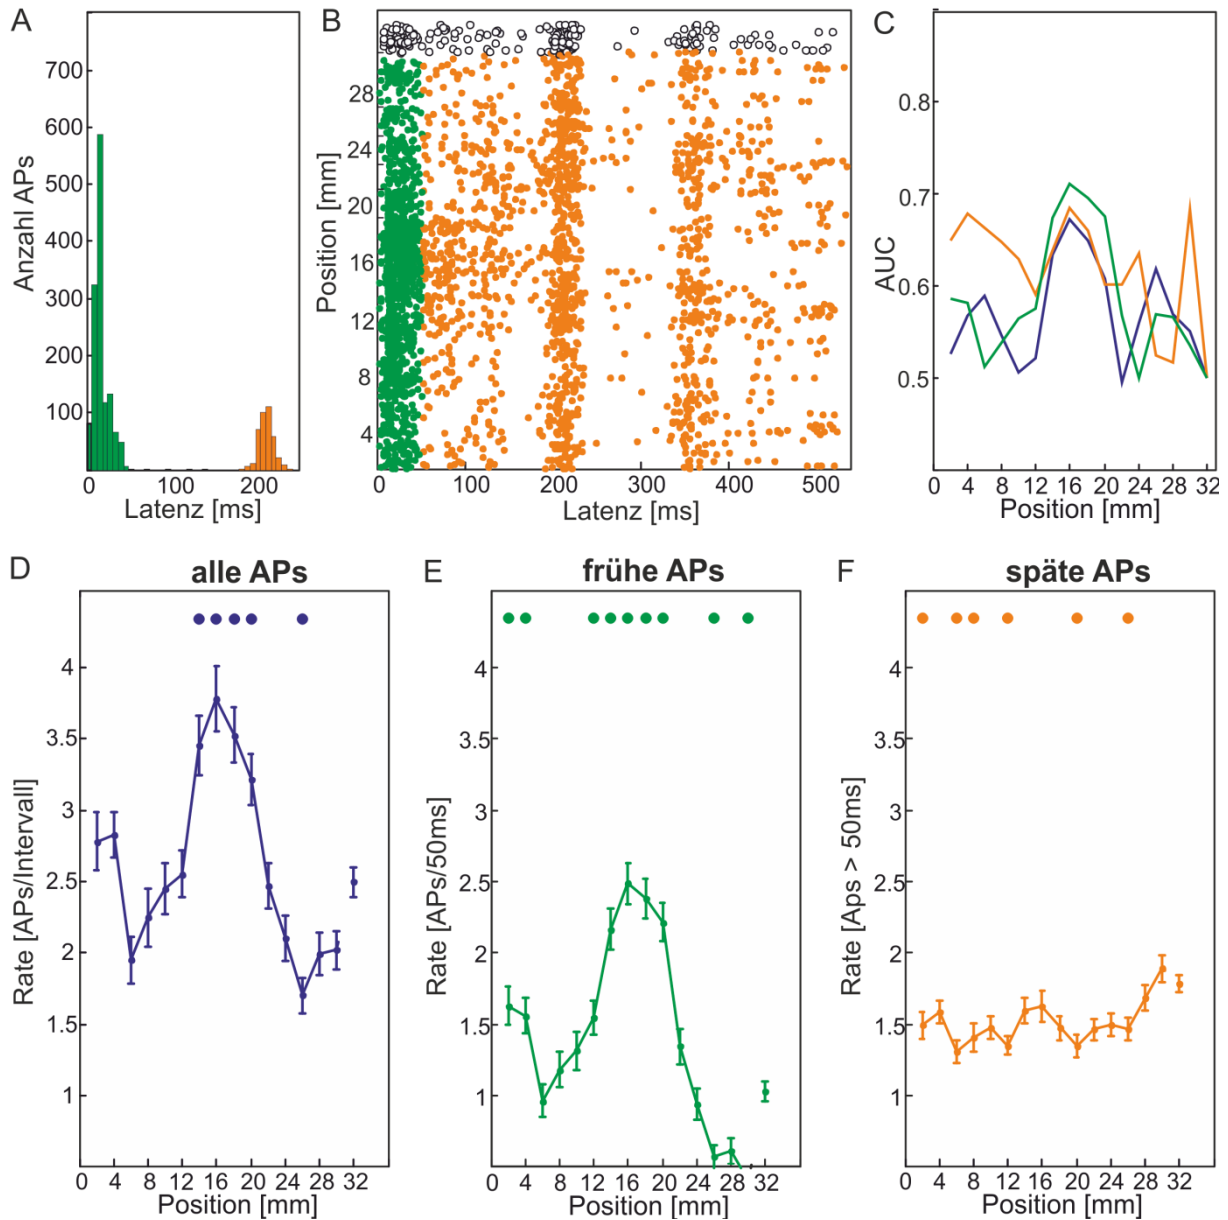 A
Anzahl APs
700
600
500
400
300
200
100
0 100 200
Latenz [ms]
B
Position [mm]
28
24
20
16
12
8
4
0 100 200 300 400 500
Latenz [ms]
C
AUC
0.8
0.7
0.6
0.5
0 4 8 12 16 20 24 28 32
Position [mm]
D
alle APs
Rate [APs/Intervall]
4
3.5
3
2.5
2
1.5
1
0 4 8 12 16 20 24 28 32
Position [mm]
E
frühe APs
Rate [APs/50ms]
4
3.5
3
2.5
2
1.5
1
0 4 8 12 16 20 24 28 32
Position [mm]
F
späte APs
Rate [Aps > 50ms]
4
3.5
3
2.5
2
1.5
1
0 4 8 12 16 20 24 28 32
Position [mm]